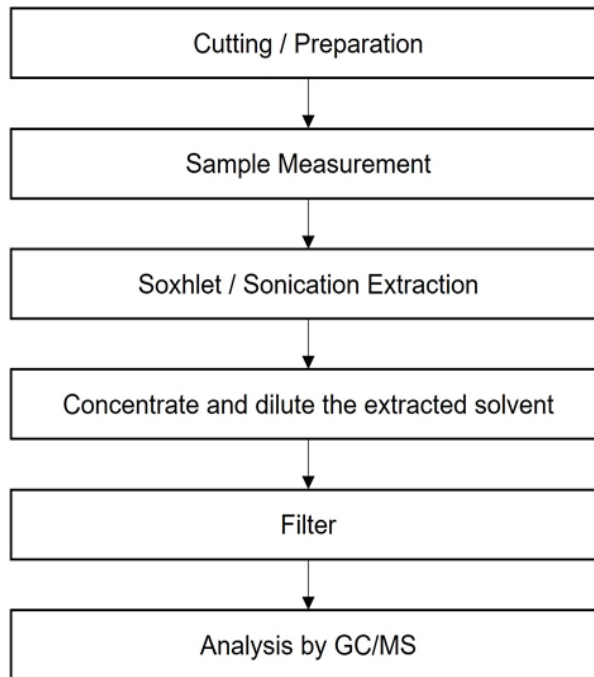 Cutting / Preparation
Sample Measurement
Soxhlet / Sonication Extraction
Concentrate and dilute the extracted solvent
Filter
Analysis by GC/MS